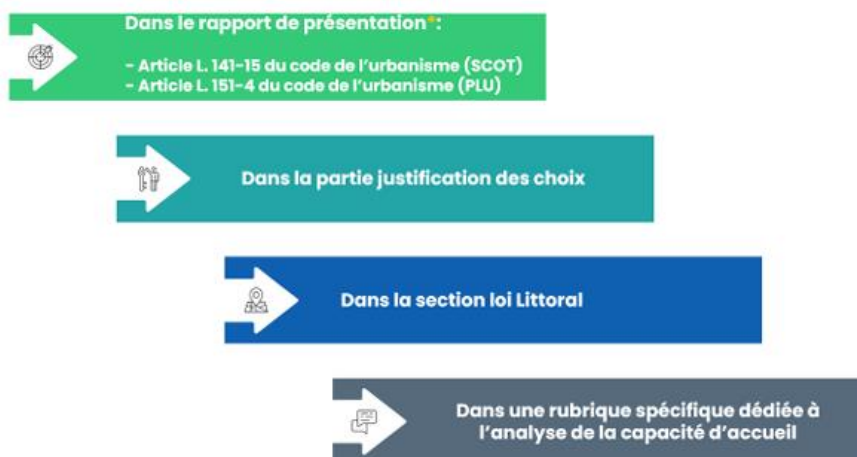 Dans le rapport de présentation*:
- Article L. 141-15 du code de l'urbanisme (SCOT)
- Article L. 151-4 du code de l'urbanisme (PLU)
Dans la partie justification des choix
Dans la section loi Littoral
Dans une rubrique spécifique dédiée à
l'analyse de la capacité d'accueil